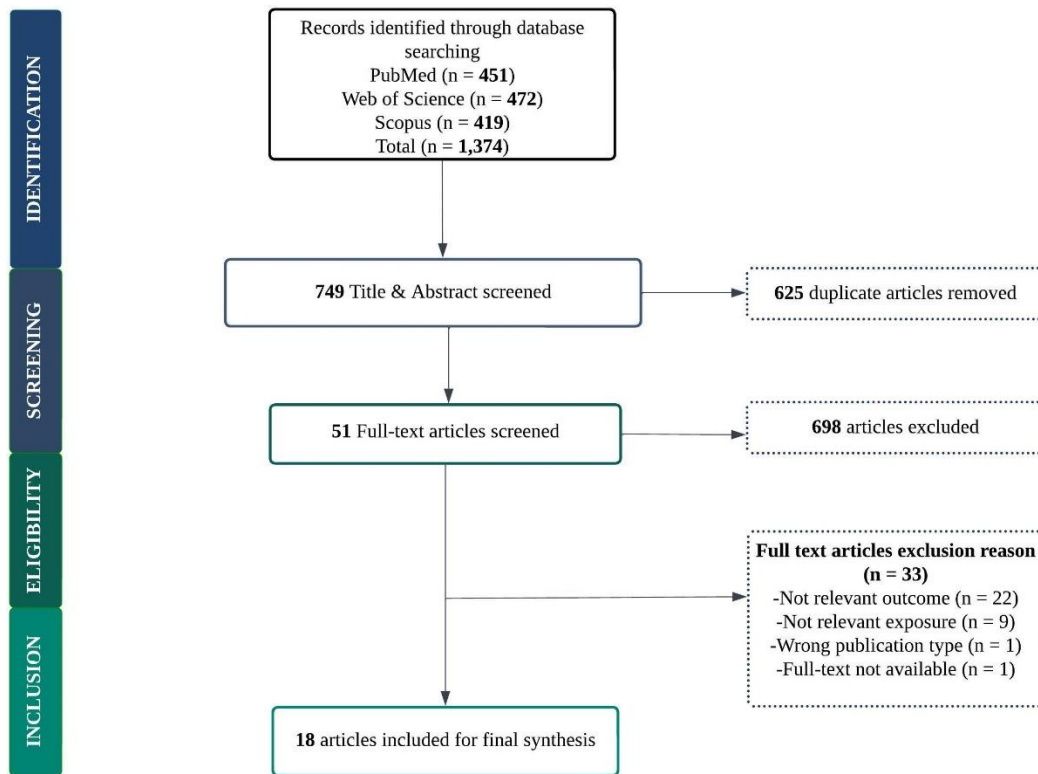 IDENTIFICATION
Records identified through database
searching
PubMed (n = 451)
Web of Science (n = 472)
Scopus (n = 419)
Total (n = 1,374)
SCREENING
749 Title & Abstract screened
625 duplicate articles removed
51 Full-text articles screened
698 articles excluded
ELIGIBILITY
Full text articles exclusion reason
(n = 33)
-Not relevant outcome (n = 22)
-Not relevant exposure (n = 9)
-Wrong publication type (n = 1)
-Full-text not available (n = 1)
INCLUSION
18 articles included for final synthesis